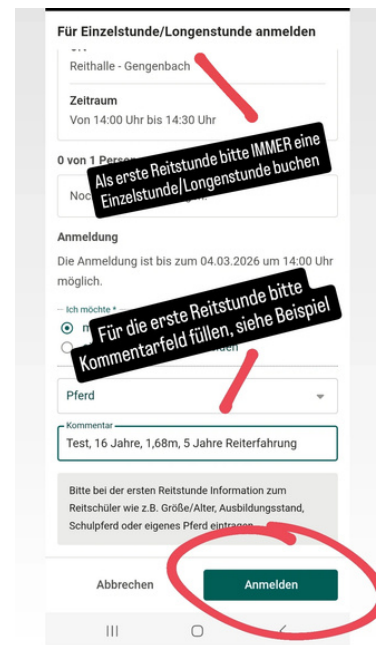 Für Einzelstunde/Longenstunde anmelden
Reithalle - Gengenbach
Zeitraum
Von 14:00 Uhr bis 14:30 Uhr
0 von 1
Als erste Reitstunde bitte IMMER eine
Einzelstunde/Longenstunde buchen
Anmeldung
Die Anmeldung ist bis zum 04.03.2026 um 14:00 Uhr
möglich.
Ich möchte *
Für die erste Reitstunde bitte
Kommentarfeld füllen, siehe Beispiel
Pferd
Kommentar
Test, 16 Jahre, 1,68m, 5 Jahre Reiterfahrung
Bitte bei der ersten Reitstunde Information zum
Reitschüler wie z.B. Größe/Alter, Ausbildungsstand,
Schulpferd oder eigenes Pferd eintragen
Abbrechen
Anmelden